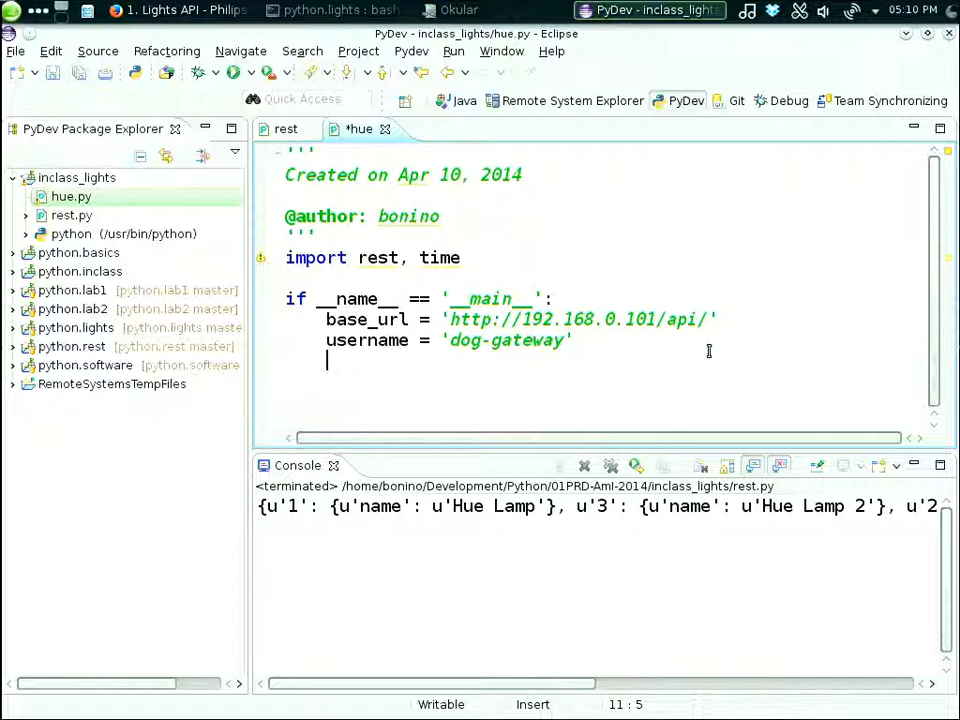 1. Lights API - Philips
python.lights : bash
Okular
PyDev - inclass_lights
05:10 PM
PyDev - inclass_lights/hue.py - Eclipse
File Edit Source Refactoring Navigate Search Project Pydev Run Window Help
Quick Access
Java Remote System Explorer PyDev Git Debug Team Synchronizing
PyDev Package Explorer
inclass_lights
hue.py
rest.py
python (/usr/bin/python)
python.basics
python.inclass
python.lab1 [python.lab1 master]
python.lab2 [python.lab2 master]
python.lights [python.lights maste
python.rest [python.rest master]
python.software [python.software
RemoteSystemsTempFiles
rest *hue
'''
Created on Apr 10, 2014
@author: bonino
'''
import rest, time
if __name__ == '__main__':
base_url = 'http://192.168.0.101/api/'
username = 'dog-gateway'
Console
<terminated> /home/bonino/Development/Python/01PRD-AmI-2014/inclass_lights/rest.py
{u'1': {u'name': u'Hue Lamp'}, u'3': {u'name': u'Hue Lamp 2'}, u'2
Writable Insert 11 : 5